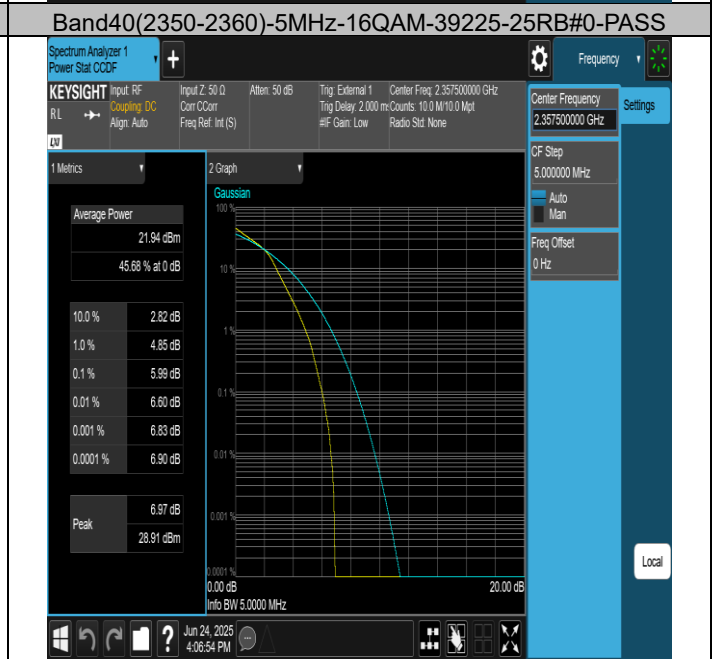 Band40(2350-2360)-5MHz-16QAM-39225-25RB#0-PASS
Spectrum Analyzer 1
Power Stat CCDF
+
Frequency
KEYSIGHT
RL
LXI
Input: RF
Coupling: DC
Align: Auto
Input Z: 50 Ω
Corr CCorr
Freq Ref: Int (S)
Atten: 50 dB
Trig: External 1
Trig Delay: 2.000 ms
#IF Gain: Low
Center Freq: 2.357500000 GHz
Counts: 10.0 M/10.0 Mpt
Radio Std: None
Center Frequency
2.357500000 GHz
Settings
CF Step
5.000000 MHz
Auto
Man
Freq Offset
0 Hz
1 Metrics
Average Power
21.94 dBm
45.68 % at 0 dB
10.0 % 2.82 dB
1.0 % 4.85 dB
0.1 % 5.99 dB
0.01 % 6.60 dB
0.001 % 6.83 dB
0.0001 % 6.90 dB
Peak 6.97 dB
28.91 dBm
2 Graph
Gaussian
100 %
10 %
1 %
0.1 %
0.01 %
0.001 %
0.0001 %
0.00 dB 20.00 dB
Info BW 5.0000 MHz
Local
?
Jun 24, 2025
4:06:54 PM